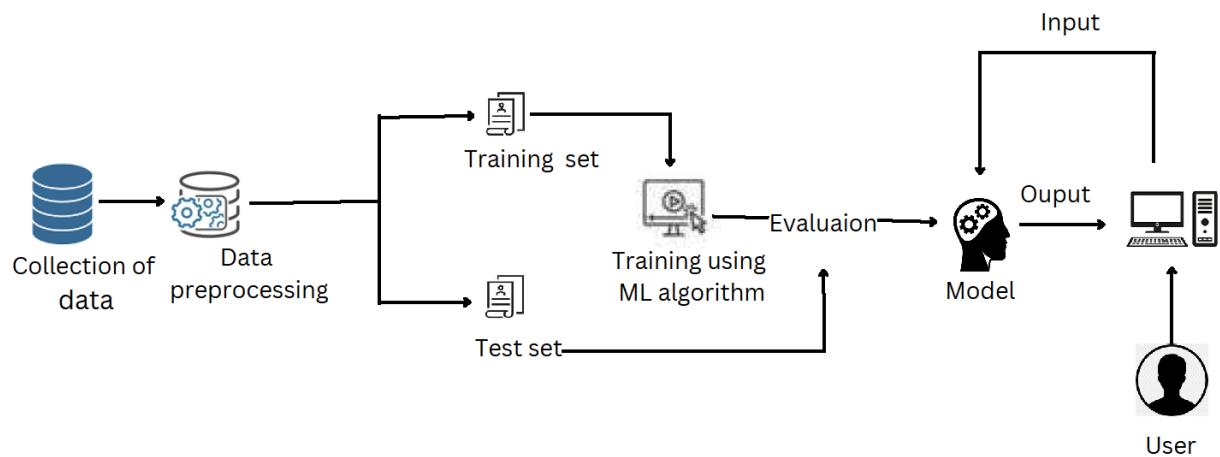 Input
Training  set
Ouput
Evaluaion
Collection of
data
Data
preprocessing
Training using
ML algorithm
Model
Test set
User